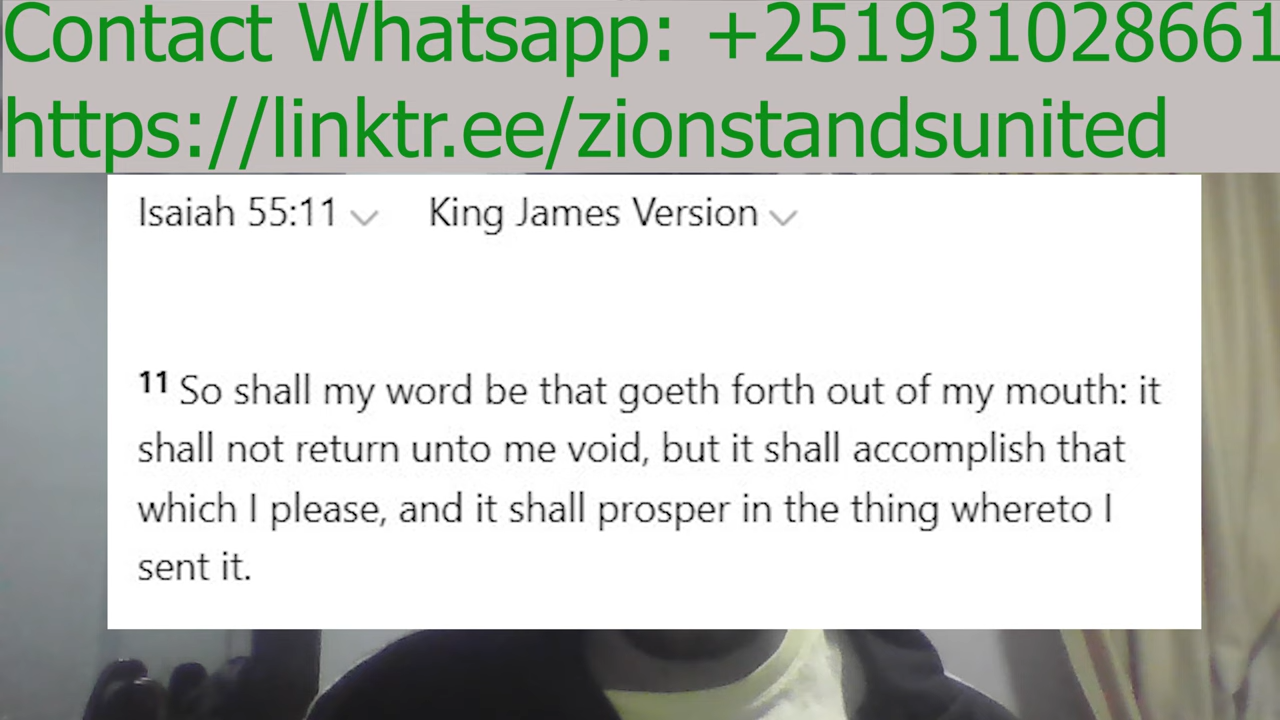 Contact Whatsapp: +251931028661
https://linktr.ee/zionstandsunited
Isaiah 55:11 King James Version
11 So shall my word be that goeth forth out of my mouth: it
shall not return unto me void, but it shall accomplish that
which I please, and it shall prosper in the thing whereto I
sent it.